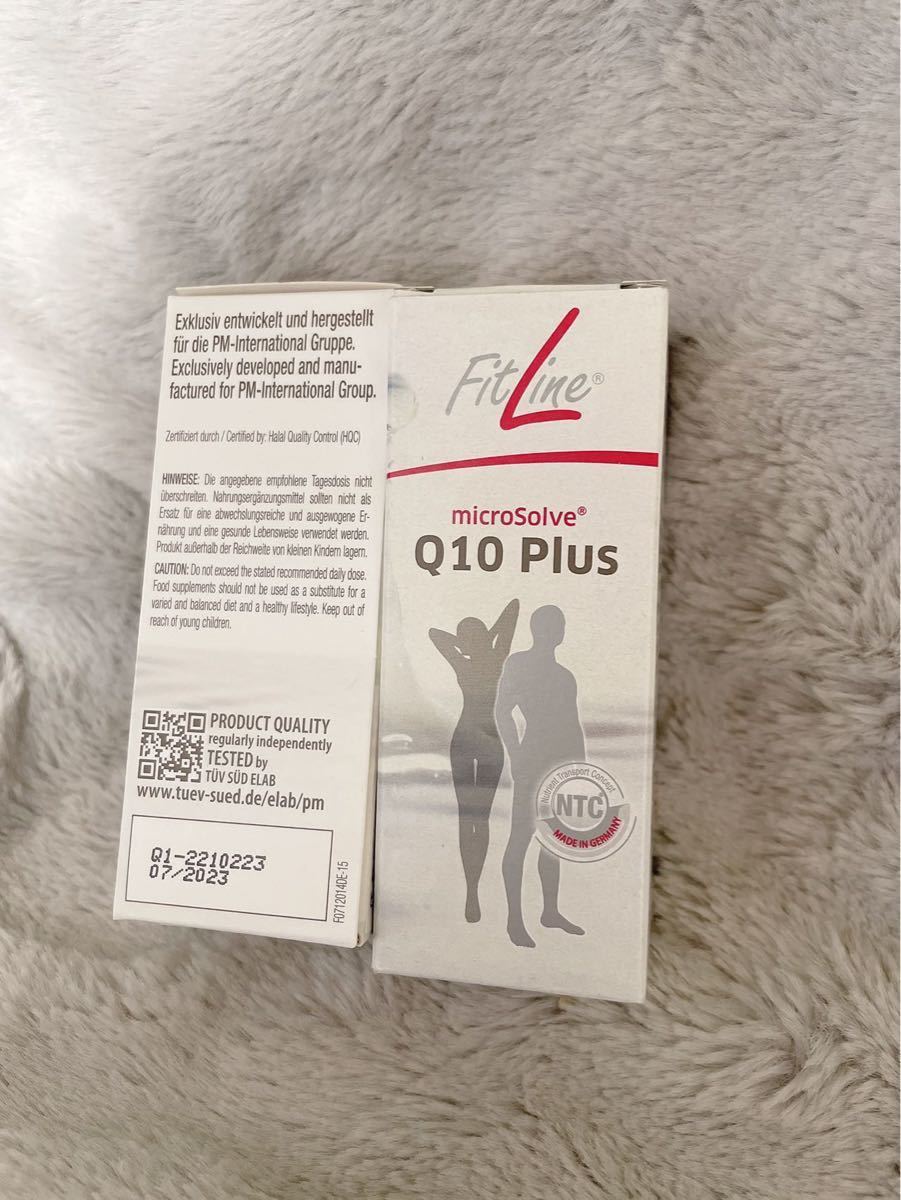 Exklusiv entwickelt und hergestellt
für die PM-International Gruppe.
Exclusively developed and manu-
factured for PM-International Group.
Zertifiziert durch / Certified by: Halal Quality Control (HQC)
HINWEISE: Die angegebene empfohlene Tagesdosis nicht
überschreiten. Nahrungsergänzungsmittel sollten nicht als
Ersatz für eine abwechslungsreiche und ausgewogene Er-
nährung und eine gesunde Lebensweise verwendet werden.
Produkt außerhalb der Reichweite von kleinen Kindern lagern.
CAUTION: Do not exceed the stated recommended daily dose.
Food supplements should not be used as a substitute for a
varied and balanced diet and a healthy lifestyle. Keep out of
reach of young children.
PRODUCT QUALITY
regularly independently
TESTED by
TÜV SÜD ELAB
www.tuev-sued.de/elab/pm
Q1-2210223
07/2023
F0712014DE-15
FitLine®
microSolve®
Q10 Plus
Nutrient Transport Concept
NTC®
MADE IN GERMANY